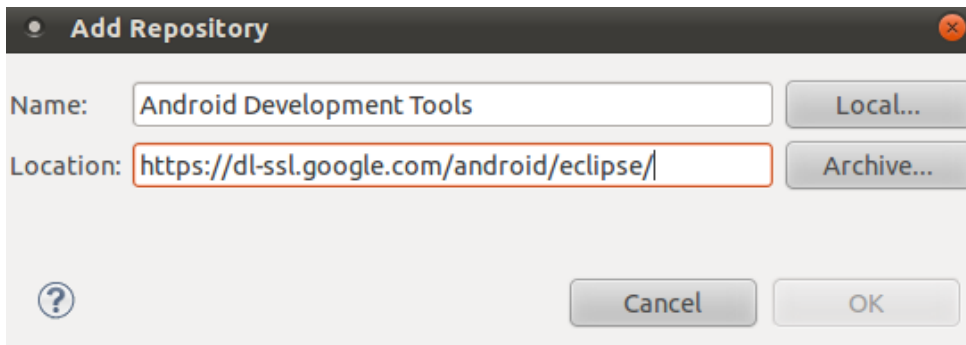 Add Repository
Name: Android Development Tools Local...
Location: https://dl-ssl.google.com/android/eclipse/ Archive...
? Cancel OK